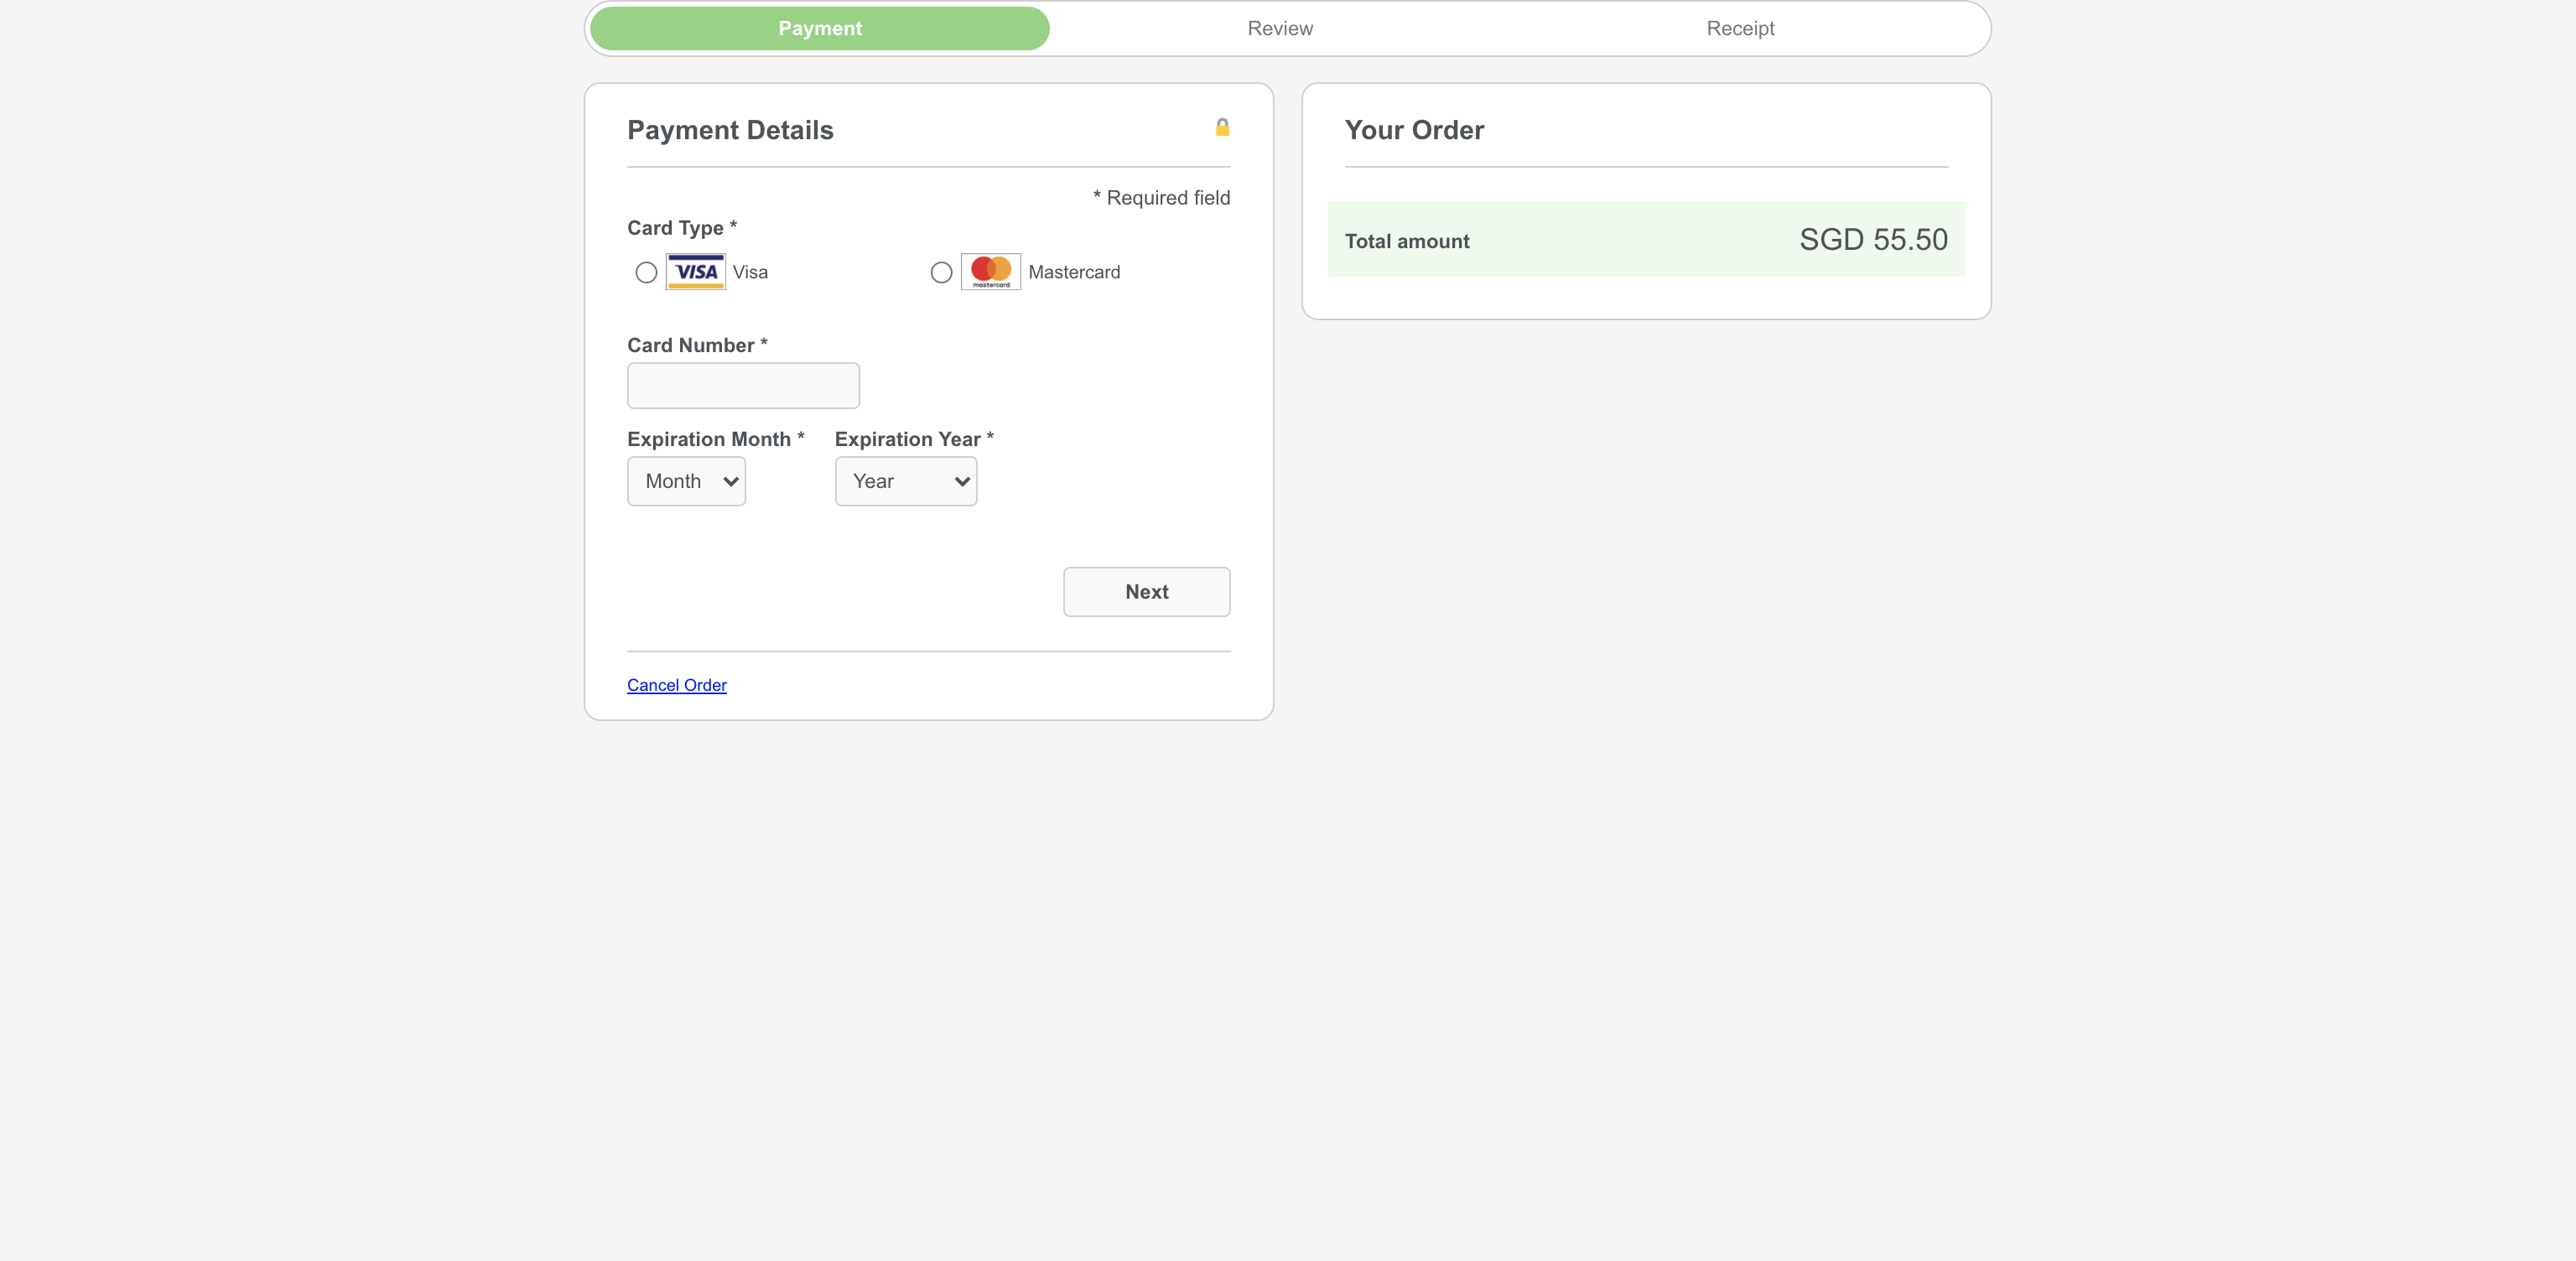 Payment Review Receipt
Payment Details
* Required field
Card Type *
VISA Visa mastercard Mastercard
Card Number *
Expiration Month * Expiration Year *
Month Year
Next
Cancel Order
Your Order
Total amount SGD 55.50